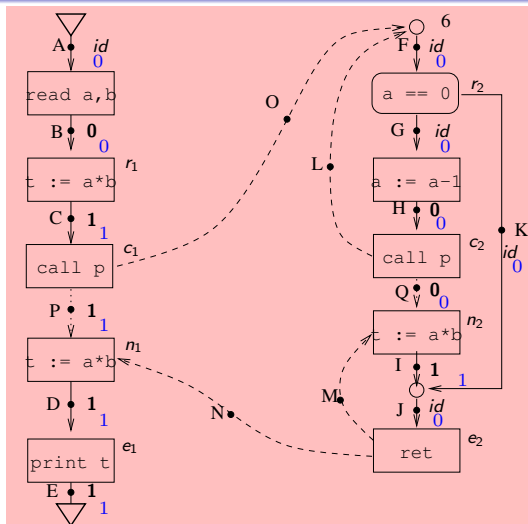 A id
0
read a,b
B 0
0
r1
t := a*b
C 1
1
c1
call p
P 1
1
n1
t := a*b
D 1
1
e1
print t
E 1
1
O
L
N
M
6
F id
0
r2
a == 0
G id
0
a := a-1
H 0
0
c2
call p
Q 0
0
n2
t := a*b
I 1
1
J id
0
e2
ret
K
id
0